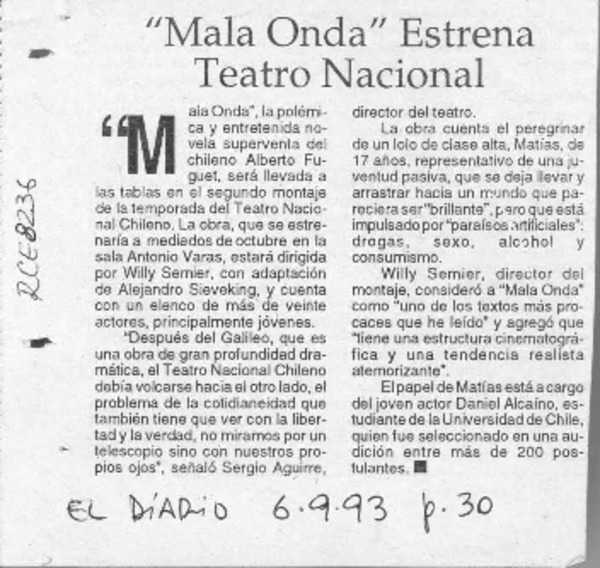 "Mala Onda" Estrena
Teatro Nacional
"Mala Onda", la polémi-
ca y entretenida no-
vela superventa del
chileno Alberto Fu-
guet, será llevada a
las tablas en el segundo montaje
de la temporada del Teatro Nacio-
nal Chileno. La obra, que se estre-
naría a mediados de octubre en la
sala Antonio Varas, estará dirigida
por Willy Semler, con adaptación
de Alejandro Sieveking, y cuenta
con un elenco de más de veinte
actores, principalmente jóvenes.
"Después del Galileo, que es
una obra de gran profundidad dra-
mática, el Teatro Nacional Chileno
debía volcarse hacia el otro lado, el
problema de la cotidianeidad que
también tiene que ver con la liber-
tad y la verdad, no miramos por un
telescopio sino con nuestros pro-
pios ojos", señaló Sergio Aguirre,
director del teatro.
La obra cuenta el peregrinar
de un lolo de clase alta, Matías, de
17 años, representativo de una ju-
ventud pasiva, que se deja llevar y
arrastrar hacia un mundo que pa-
reciera ser "brillante", pero que está
impulsado por "paraísos artificiales":
drogas, sexo, alcohol y
consumismo.
Willy Semler, director del
montaje, consideró a "Mala Onda"
como "uno de los textos más pro-
caces que he leído" y agregó que
"tiene una estructura cinematográ-
fica y una tendencia realista
atemorizante".
El papel de Matías está a cargo
del joven actor Daniel Alcaíno, es-
tudiante de la Universidad de Chile,
quien fue seleccionado en una au-
dición entre más de 200 pos-
tulantes.
RCE8236
EL DIARIO 6.9.93 p.30